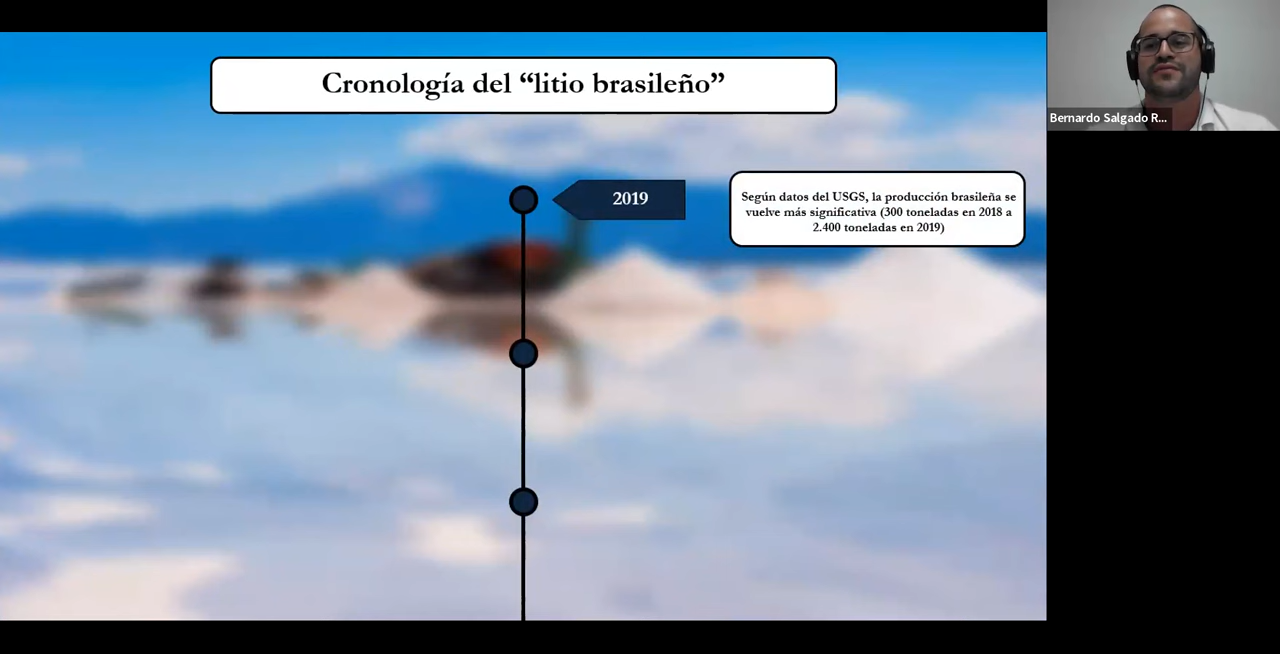 Cronología del “litio brasileño”
2019
Según datos del USGS, la producción brasileña se
vuelve más significativa (300 toneladas en 2018 a
2.400 toneladas en 2019)
Bernardo Salgado R...